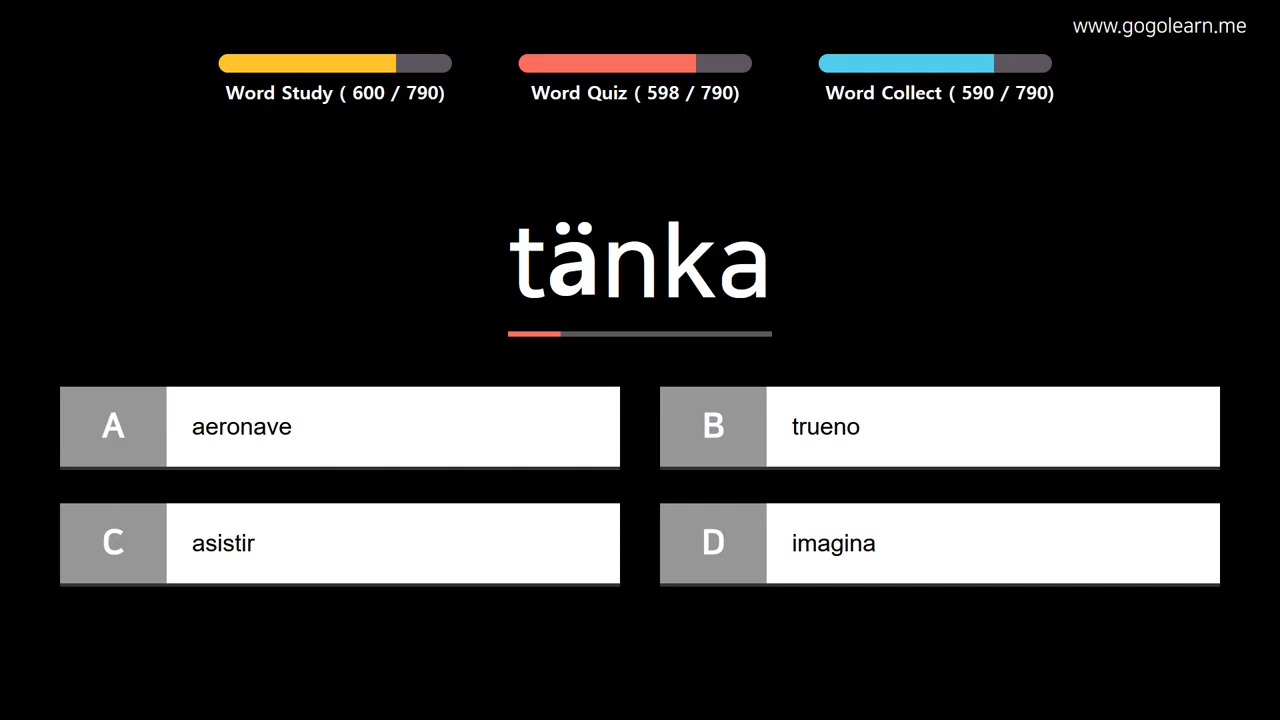 www.gogolearn.me
Word Study ( 600 / 790)
Word Quiz ( 598 / 790)
Word Collect ( 590 / 790)
tänka
A aeronave
B trueno
C asistir
D imagina